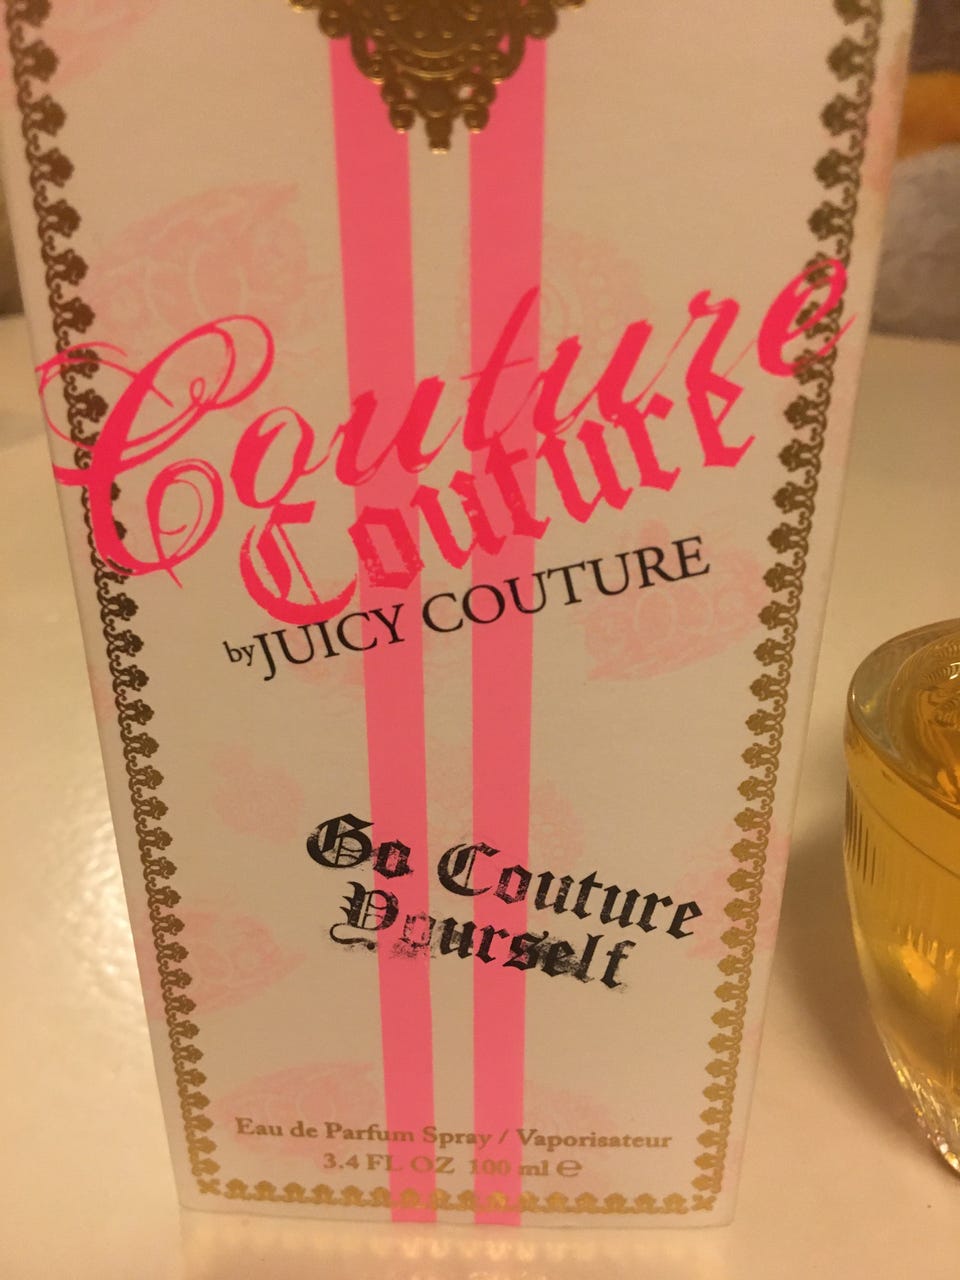 Couture
Couture
by JUICY COUTURE
Go Couture
Yourself
Eau de Parfum Spray / Vaporisateur
3.4 FL OZ 100 ml ℮